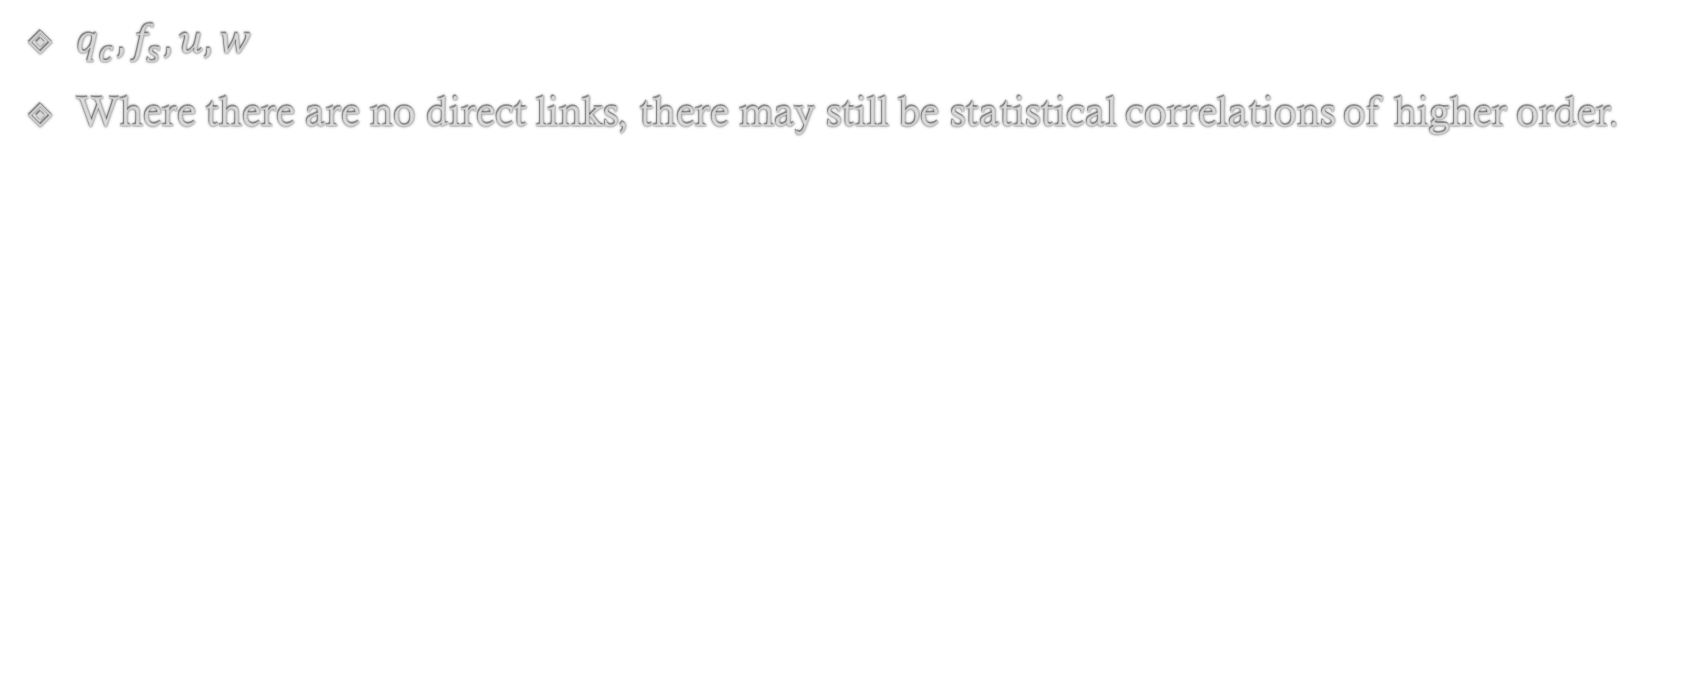 ❖ q_c, f_s, u, w
❖ Where there are no direct links, there may still be statistical correlations of higher order.